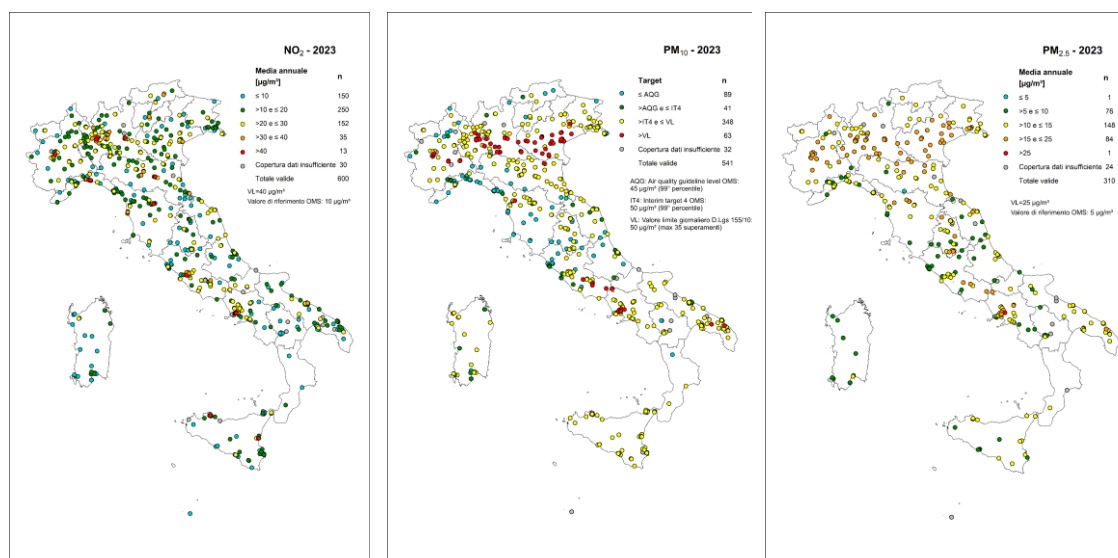 NO₂ - 2023
Media annuale n
[µg/m³]
≤ 10 150
>10 e ≤ 20 250
>20 e ≤ 30 152
>30 e ≤ 40 35
>40 13
Copertura dati insufficiente 30
Totale valide 600
VL=40 µg/m³
Valore di riferimento OMS: 10 µg/m³
PM₁₀ - 2023
Target n
≤ AQG 89
>AQG e ≤ IT4 41
>IT4 e ≤ VL 348
>VL 63
Copertura dati insufficiente 32
Totale valide 541
AQG: Air quality guideline level OMS:
45 µg/m³ (99° percentile)
IT4: Interim target 4 OMS:
50 µg/m³ (99° percentile)
VL: Valore limite giornaliero D.Lgs 155/10:
50 µg/m³ (max 35 superamenti)
PM₂.₅ - 2023
Media annuale n
[µg/m³]
≤ 5 1
>5 e ≤ 10 76
>10 e ≤ 15 148
>15 e ≤ 25 84
>25 1
Copertura dati insufficiente 24
Totale valide 310
VL=25 µg/m³
Valore di riferimento OMS: 5 µg/m³